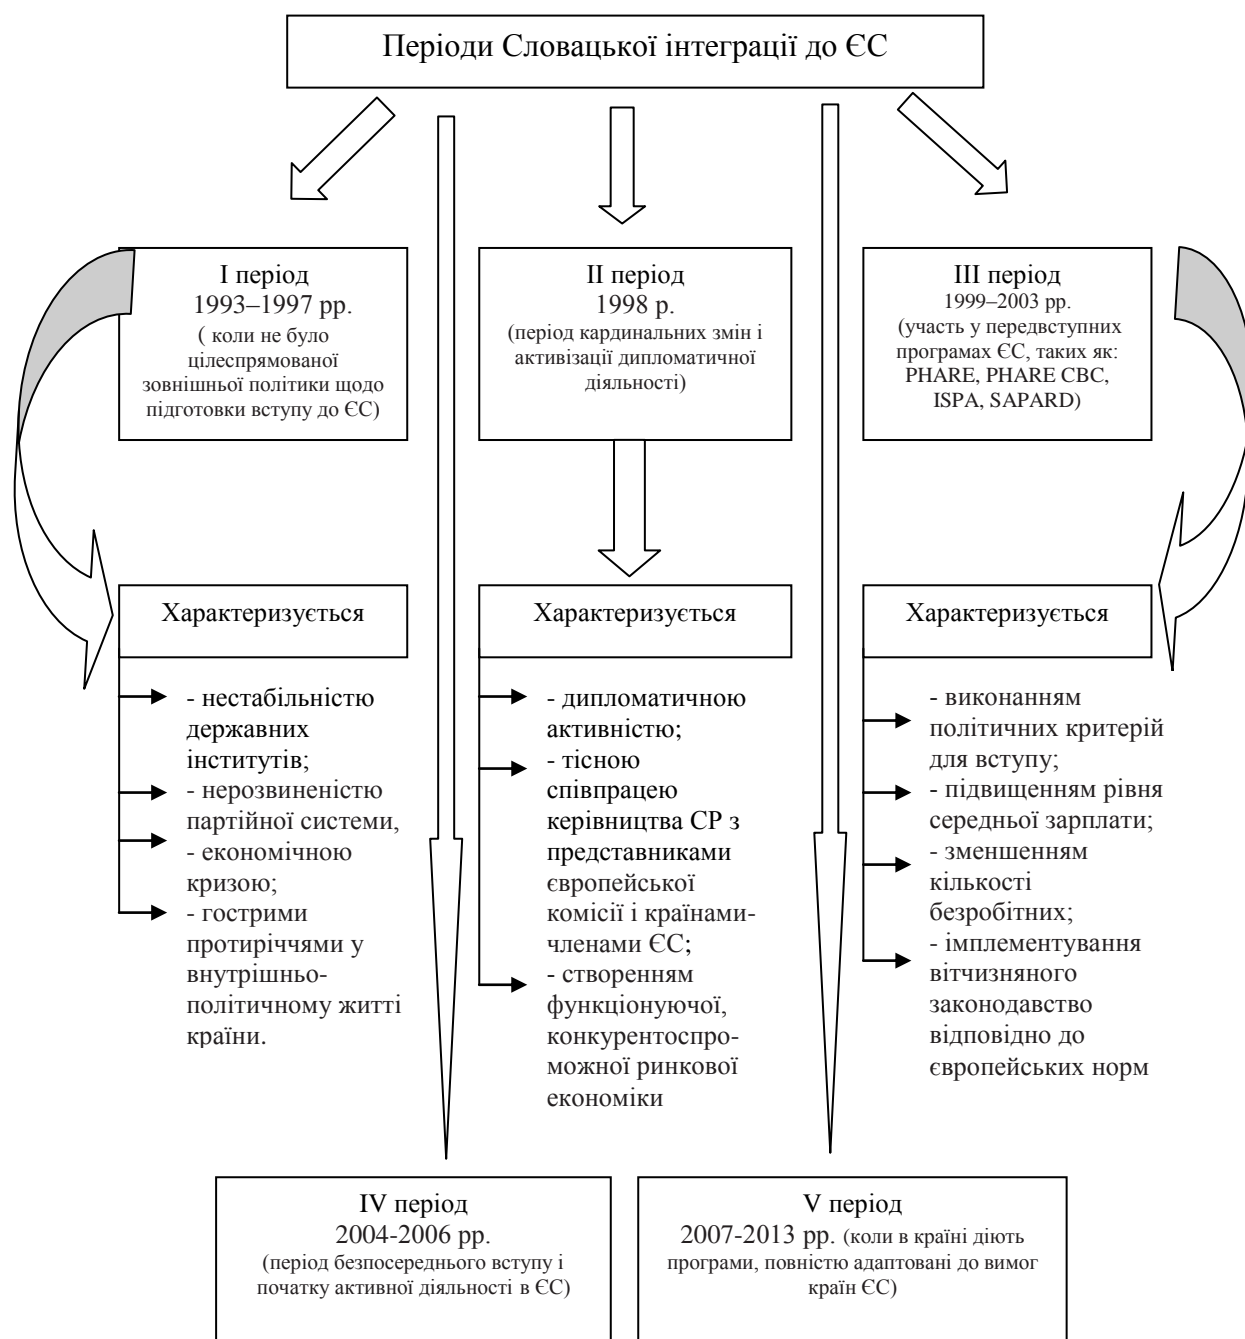 Періоди Словацької інтеграції до ЄС
І період
1993–1997 рр.
( коли не було
цілеспрямованої
зовнішньої політики щодо
підготовки вступу до ЄС)
ІІ період
1998 р.
(період кардинальних змін і
активізації дипломатичної
діяльності)
ІІІ період
1999–2003 рр.
(участь у передвступних
програмах ЄС, таких як:
PHARE, PHARE CBC,
ISPA, SAPARD)
Характеризується
- нестабільністю
державних
інститутів;
- нерозвиненістю
партійної системи,
- економічною
кризою;
- гострими
протиріччями у
внутрішньо-
політичному житті
країни.
Характеризується
- дипломатичною
активністю;
- тісною
співпрацею
керівництва СР з
представниками
європейської
комісії і країнами-
членами ЄС;
- створенням
функціонуючої,
конкурентоспро-
можної ринкової
економіки
Характеризується
- виконанням
політичних критерій
для вступу;
- підвищенням рівня
середньої зарплати;
- зменшенням
кількості
безробітних;
- імплементування
вітчизняного
законодавство
відповідно до
європейських норм
IV період
2004-2006 рр.
(період безпосереднього вступу і
початку активної діяльності в ЄС)
V період
2007-2013 рр. (коли в країні діють
програми, повністю адаптовані до вимог
країн ЄС)